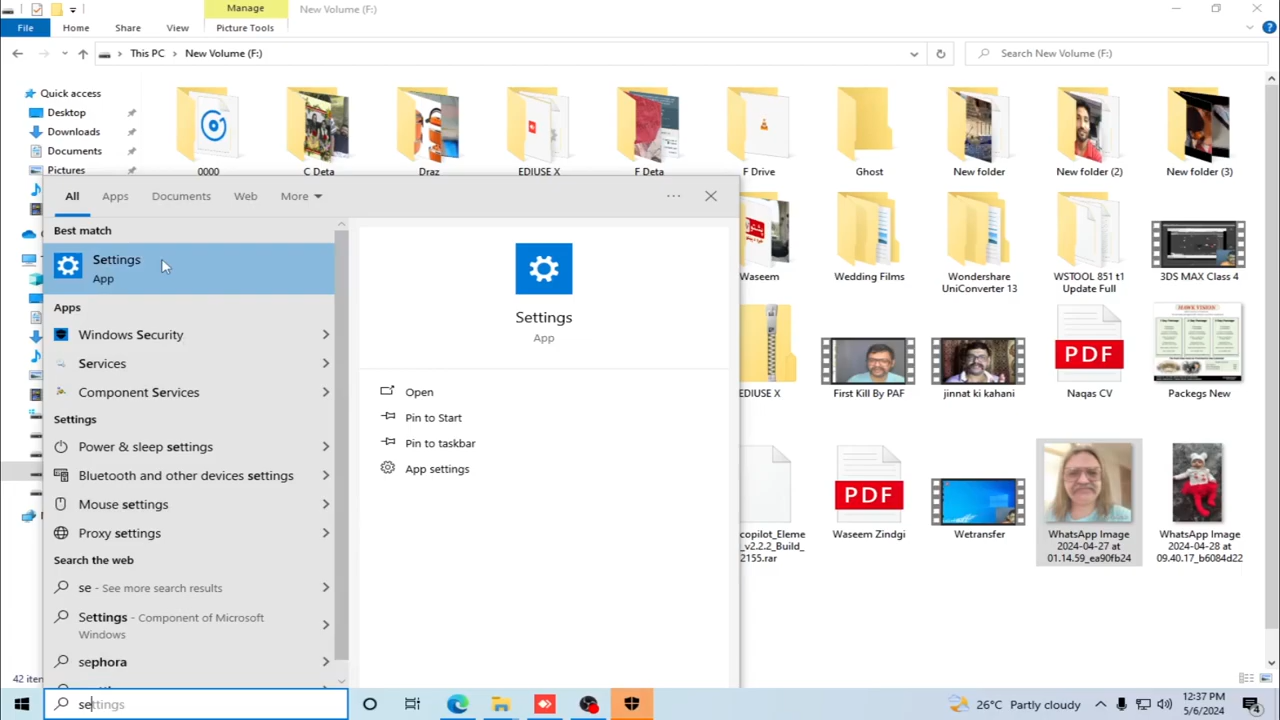 Manage
New Volume (F:)
File
Home
Share
View
Picture Tools
This PC
New Volume (F:)
Search New Volume (F:)
Quick access
Desktop
Downloads
Documents
Pictures
0000
C Deta
Draz
EDIUSE X
F Deta
F Drive
Ghost
New folder
New folder (2)
New folder (3)
All
Apps
Documents
Web
More
Best match
Settings
App
Apps
Windows Security
Services
Component Services
Settings
Power & sleep settings
Bluetooth and other devices settings
Mouse settings
Proxy settings
Search the web
se - See more search results
Settings - Component of Microsoft
Windows
sephora
Settings
App
Open
Pin to Start
Pin to taskbar
App settings
Waseem
Wedding Films
Wondershare
UniConverter 13
WSTOOL 851 t1
Update Full
3DS MAX Class 4
EDIUSE X
First Kill By PAF
jinnat ki kahani
PDF
Naqas CV
Packegs New
copilot_Eleme
_v2.2.2_Build_
2155.rar
PDF
Waseem Zindgi
Wetransfer
WhatsApp Image
2024-04-27 at
01.14.59_ea90fb24
WhatsApp Image
2024-04-28 at
09.40.17_b6084d22
42 iten
settings
26°C Partly cloudy
12:37 PM
5/6/2024
4